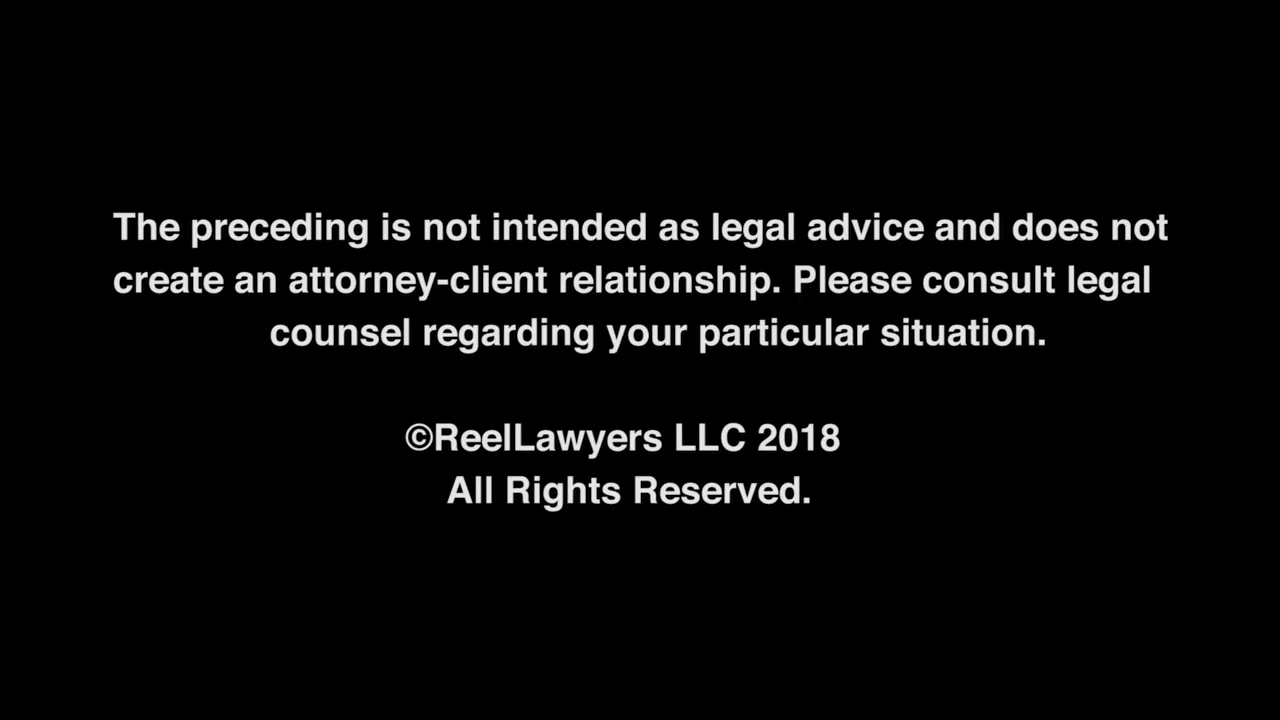 The preceding is not intended as legal advice and does not
create an attorney-client relationship. Please consult legal
counsel regarding your particular situation.
©ReelLawyers LLC 2018
All Rights Reserved.